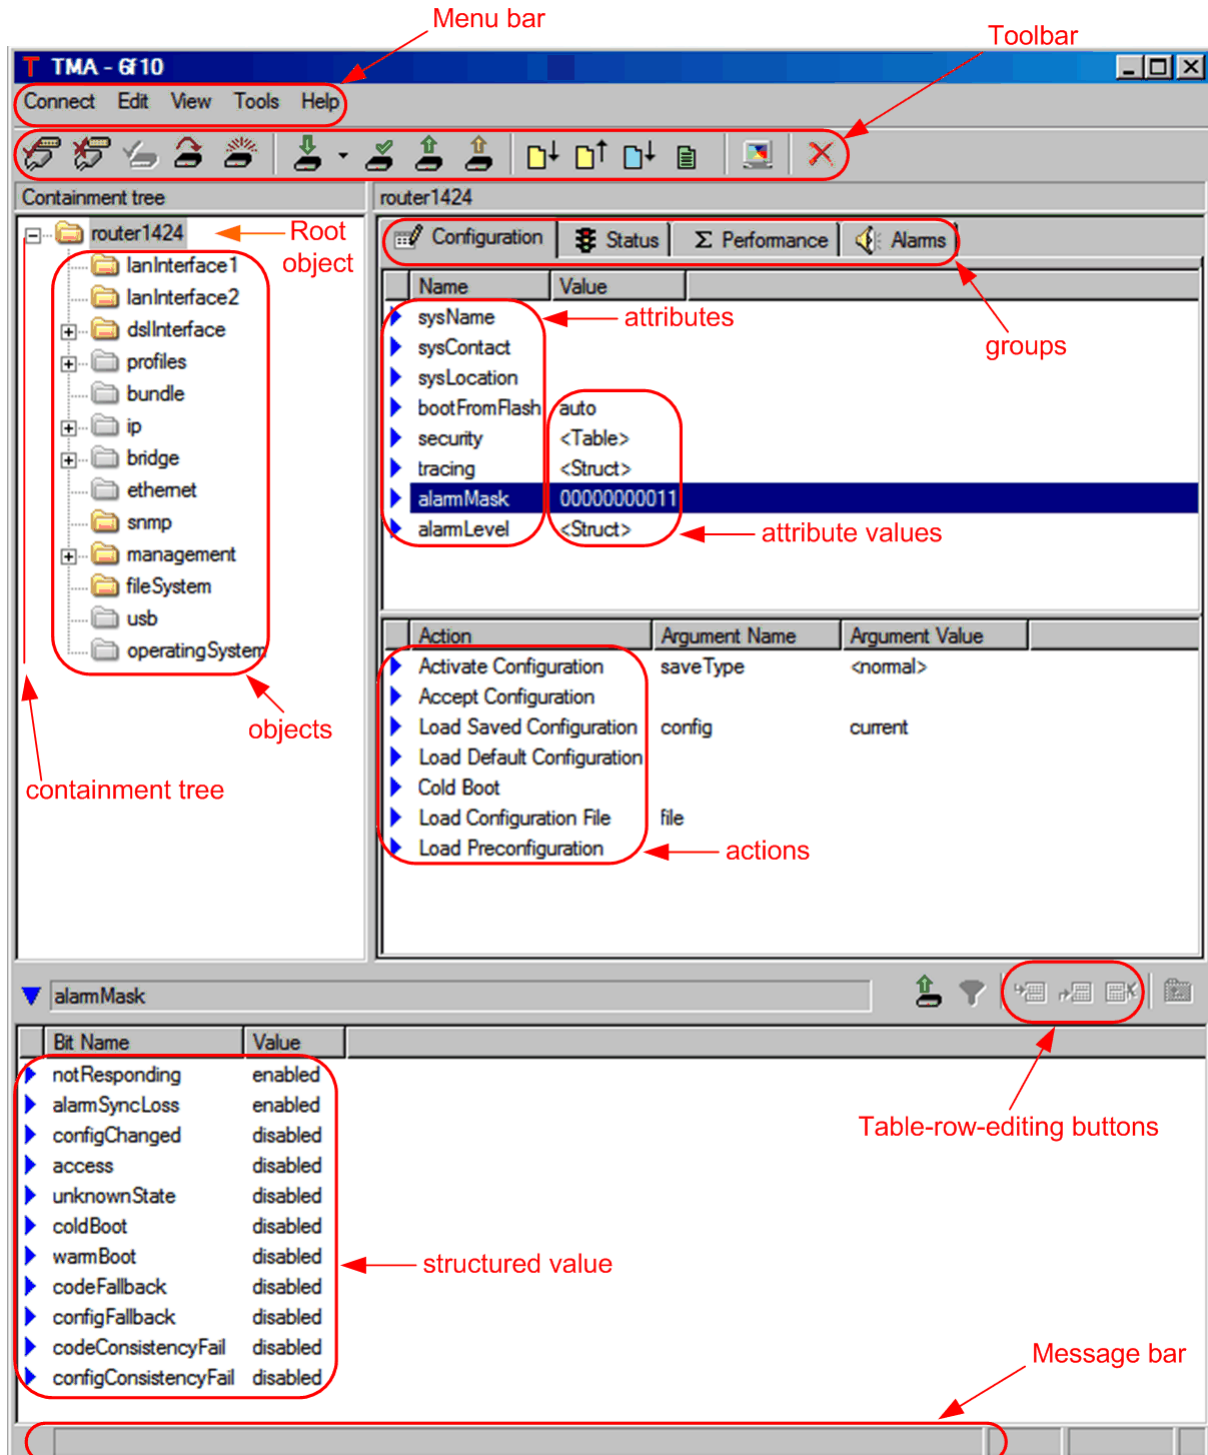 Menu bar
Toolbar
TMA - 6f10
Connect Edit View Tools Help
Containment tree
router1424
router1424
Root object
lanInterface1
lanInterface2
dslInterface
profiles
bundle
ip
bridge
ethernet
snmp
management
fileSystem
usb
operatingSystem
objects
containment tree
Configuration Status Σ Performance Alarms
groups
Name Value
sysName
attributes
sysContact
sysLocation
bootFromFlash auto
security <Table>
tracing <Struct>
alarmMask 00000000011
alarmLevel <Struct>
attribute values
Action Argument Name Argument Value
Activate Configuration saveType <normal>
Accept Configuration
Load Saved Configuration config current
Load Default Configuration
Cold Boot
Load Configuration File file
Load Preconfiguration
actions
alarmMask
Bit Name Value
notResponding enabled
alarmSyncLoss enabled
configChanged disabled
access disabled
unknownState disabled
coldBoot disabled
warmBoot disabled
codeFallback disabled
configFallback disabled
codeConsistencyFail disabled
configConsistencyFail disabled
Table-row-editing buttons
structured value
Message bar